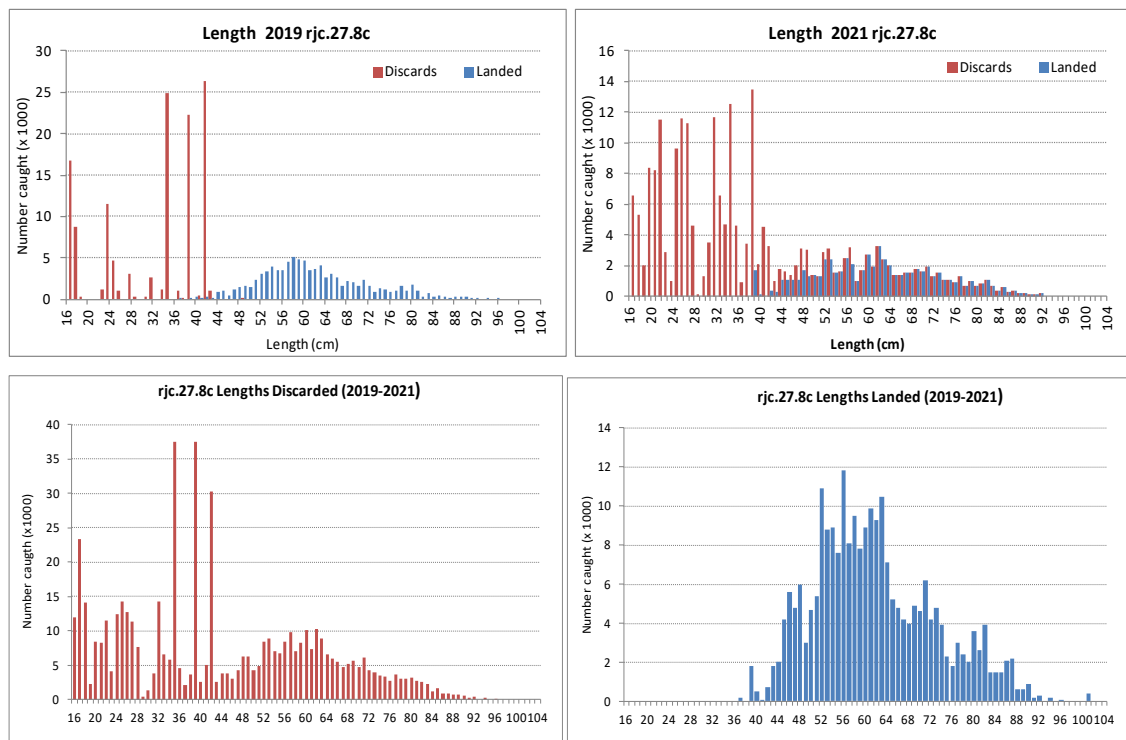 Length 2019 rjc.27.8c
Discards Landed
Number caught (x 1000)
30
25
20
15
10
5
0
16 20 24 28 32 36 40 44 48 52 56 60 64 68 72 76 80 84 88 92 96 100 104
Length (cm)
Length 2021 rjc.27.8c
Discards Landed
Number caught (x 1000)
16
14
12
10
8
6
4
2
0
16 20 24 28 32 36 40 44 48 52 56 60 64 68 72 76 80 84 88 92 96 100 104
Length (cm)
rjc.27.8c Lengths Discarded (2019-2021)
Number caugth (x1000)
40
35
30
25
20
15
10
5
0
16 20 24 28 32 36 40 44 48 52 56 60 64 68 72 76 80 84 88 92 96 100 104
rjc.27.8c Lengths Landed (2019-2021)
Number caught (x 1000)
14
12
10
8
6
4
2
0
16 20 24 28 32 36 40 44 48 52 56 60 64 68 72 76 80 84 88 92 96 100 104